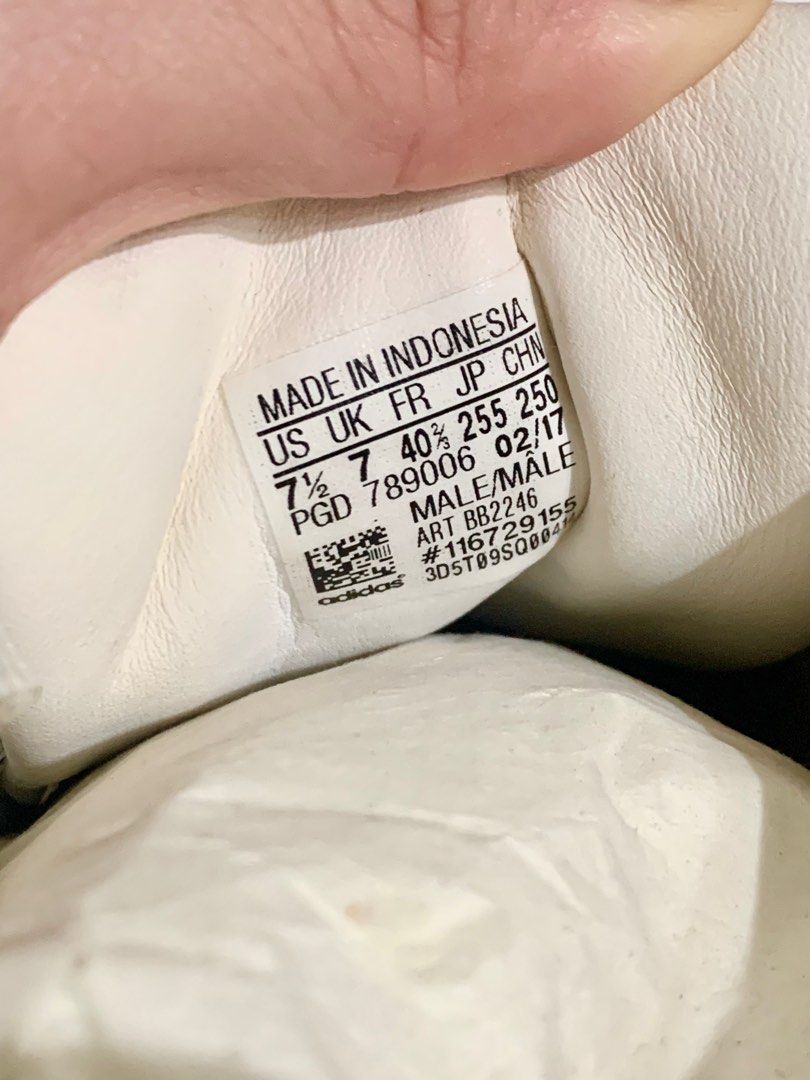 MADE IN INDONESIA
US UK FR JP CHN
7½ 7 40⅔ 255 250
PGD 789006 02/17
MALE/MÂLE
ART BB2246
#116729155
adidas